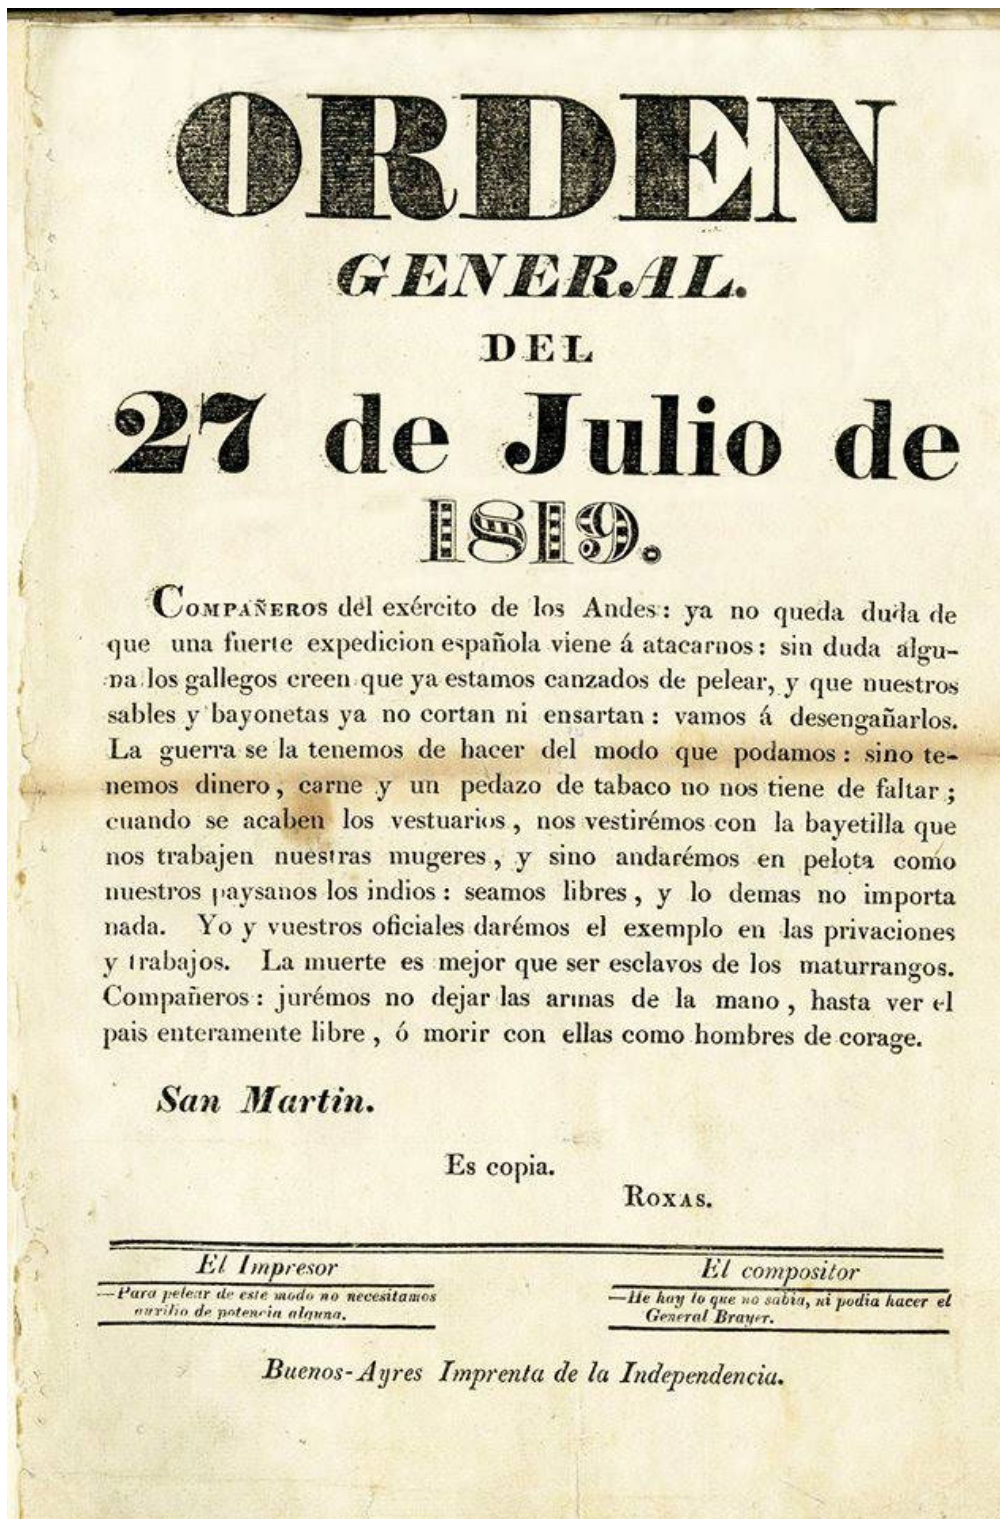 ORDEN
GENERAL.
DEL
27 de Julio de
1819.
COMPAÑEROS del exército de los Andes: ya no queda duda de
que una fuerte expedicion española viene á atacarnos: sin duda algu-
na los gallegos creen que ya estamos canzados de pelear, y que nuestros
sables y bayonetas ya no cortan ni ensartan: vamos á desengañarlos.
La guerra se la tenemos de hacer del modo que podamos: sino te-
nemos dinero, carne y un pedazo de tabaco no nos tiene de faltar;
cuando se acaben los vestuarios, nos vestirémos con la bayetilla que
nos trabajen nuestras mugeres, y sino andarémos en pelota como
nuestros paysanos los indios: seamos libres, y lo demas no importa
nada. Yo y vuestros oficiales darémos el exemplo en las privaciones
y trabajos. La muerte es mejor que ser esclavos de los maturrangos.
Compañeros: jurémos no dejar las armas de la mano, hasta ver el
pais enteramente libre, ó morir con ellas como hombres de corage.
San Martin.
Es copia.
ROXAS.
El Impresor
—Para pelear de este modo no necesitamos
auxilio de potencia alguna.
El compositor
—He hay lo que no sabia, ni podia hacer el
General Brayer.
Buenos-Ayres Imprenta de la Independencia.